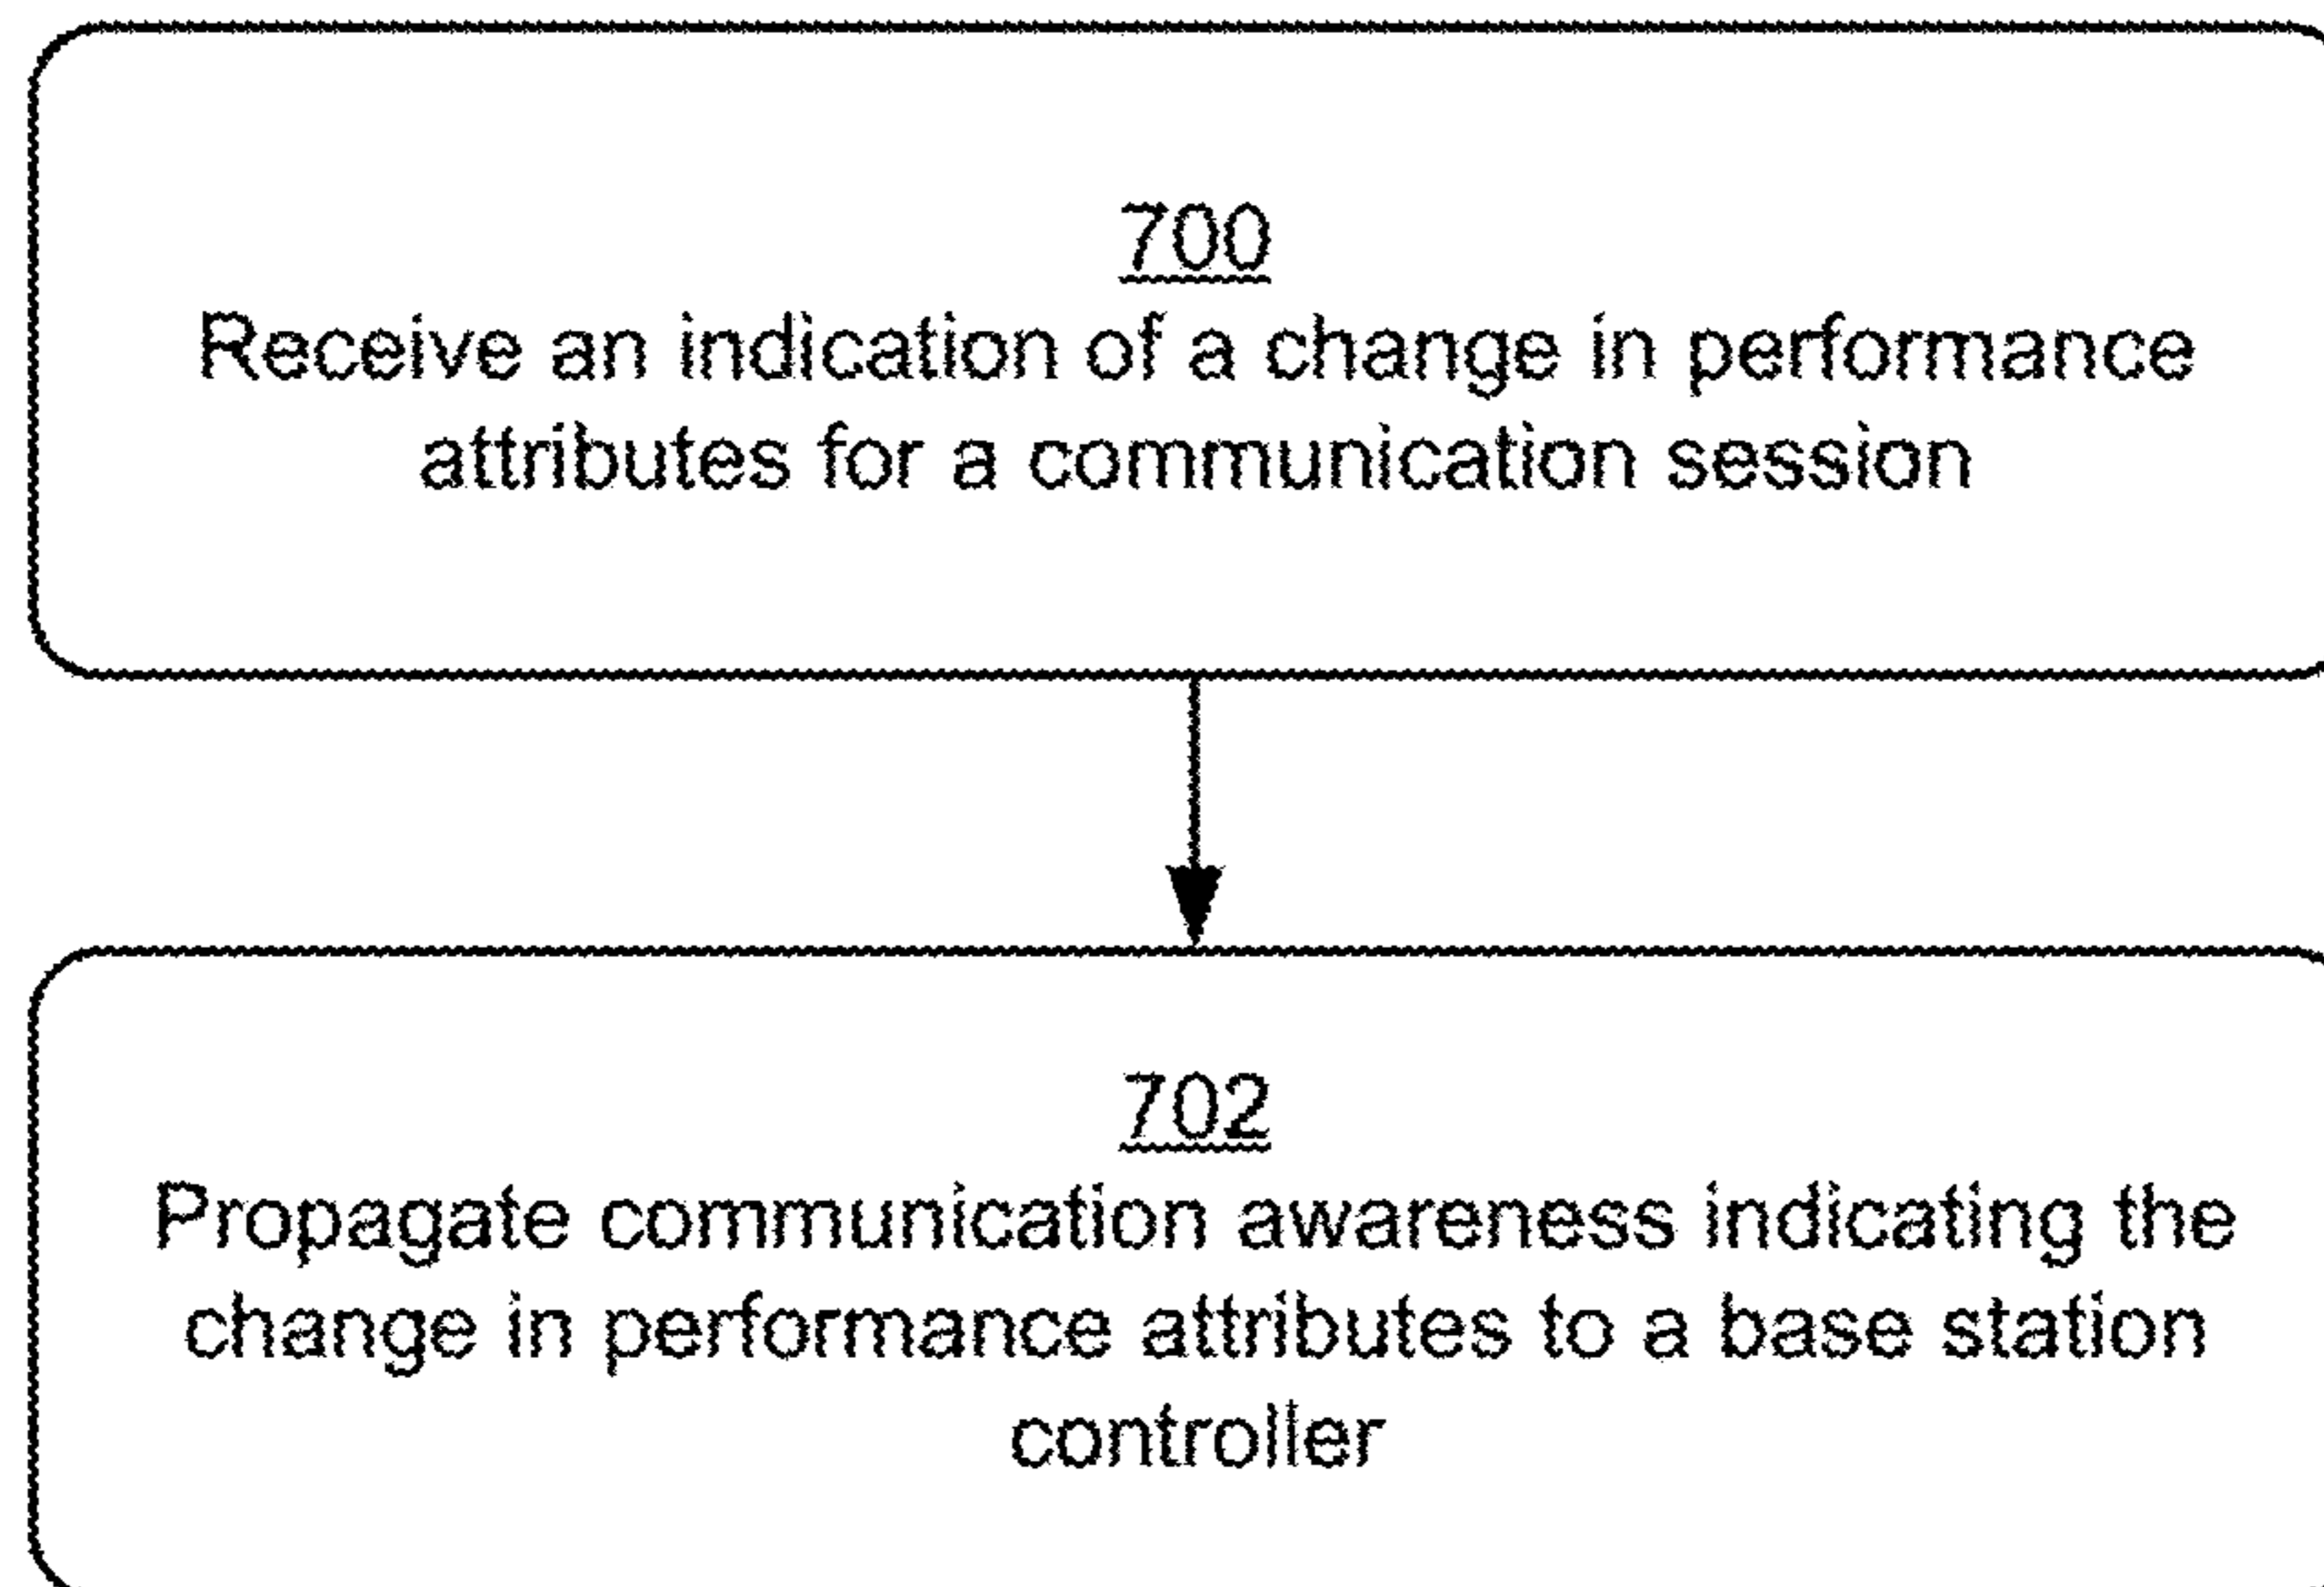 700
Receive an indication of a change in performance
attributes for a communication session
702
Propagate communication awareness indicating the
change in performance attributes to a base station
controller